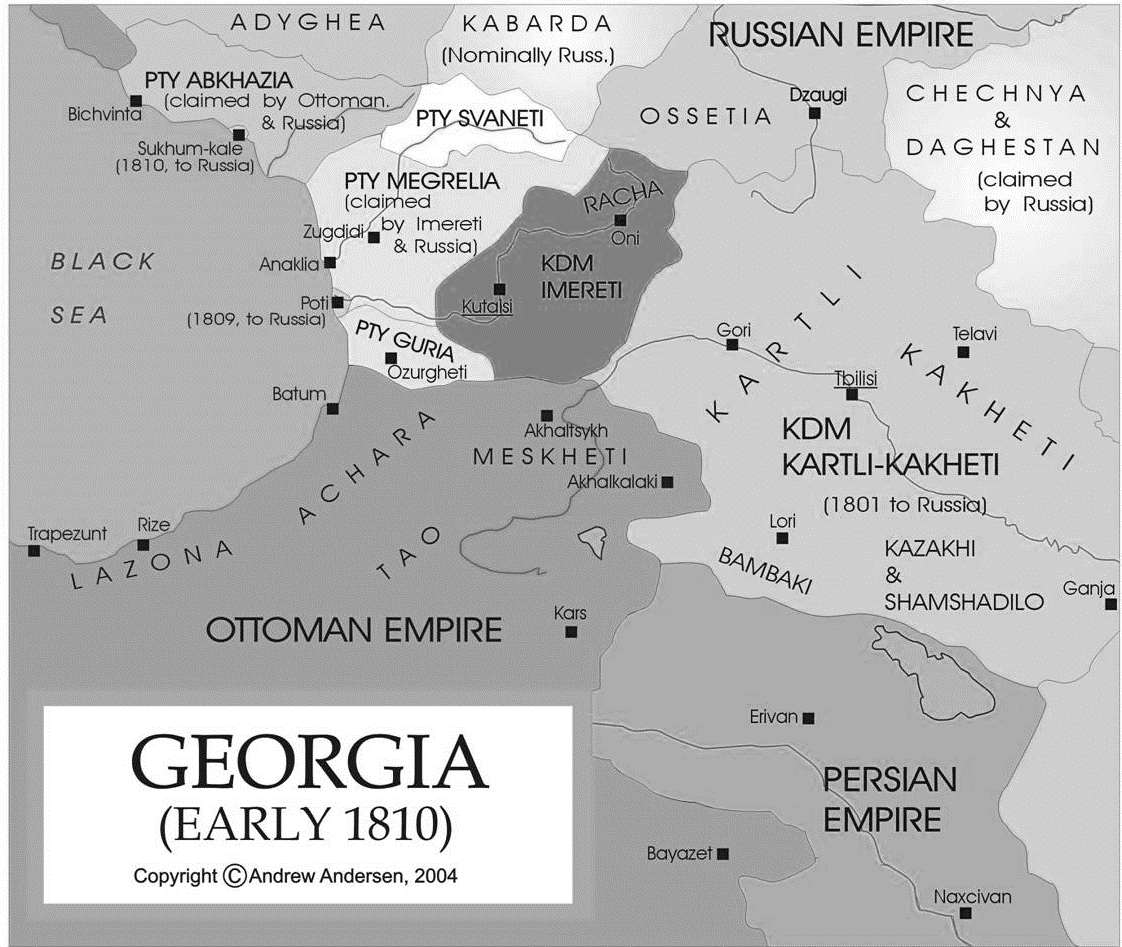 ADYGHEA
KABARDA
(Nominally Russ.)
RUSSIAN EMPIRE
PTY ABKHAZIA
(claimed by Ottoman.
& Russia)
Bichvinta
Sukhum-kale
(1810, to Russia)
PTY SVANETI
OSSETIA
Dzaugi
CHECHNYA
&
DAGHESTAN
(claimed
by Russia)
PTY MEGRELIA
(claimed
by Imereti
& Russia)
Zugdidi
Anaklia
RACHA
Oni
KDM
IMERETI
Kutaisi
BLACK
SEA
Poti
(1809, to Russia)
PTY GURIA
Ozurgheti
Batum
Gori
KARTLI
Telavi
KAKHETI
Tbilisi
KDM
KARTLI-KAKHETI
(1801 to Russia)
Akhaltsykh
MESKHETI
Akhalkalaki
ACHARA
TAO
Trapezunt
Rize
LAZONA
Lori
BAMBAKI
KAZAKHI
&
SHAMSHADILO
Ganja
OTTOMAN EMPIRE
Kars
Erivan
PERSIAN
EMPIRE
Bayazet
Naxcivan
GEORGIA
(EARLY 1810)
Copyright © Andrew Andersen, 2004